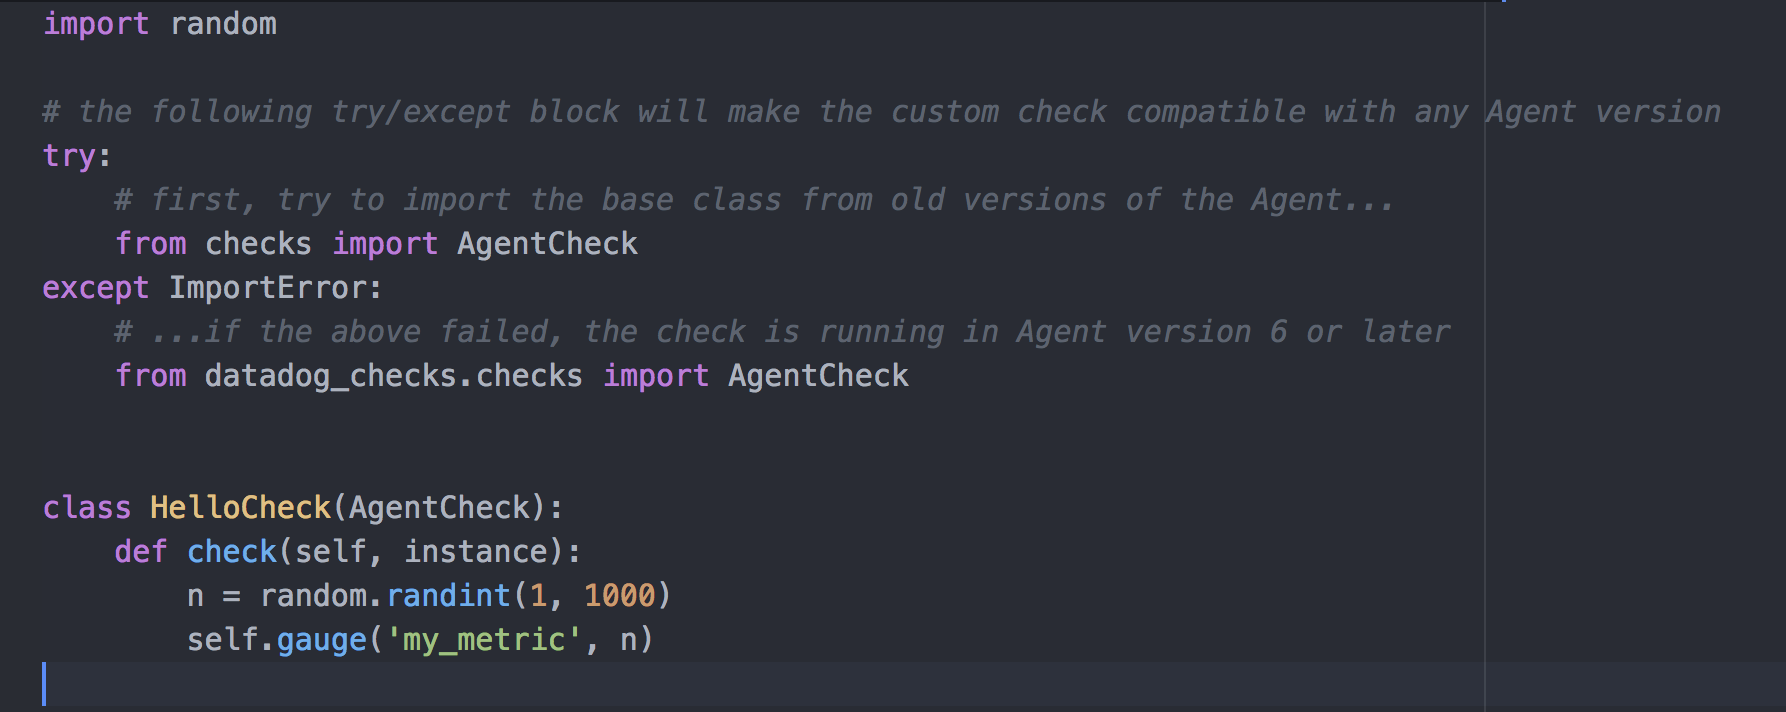 import random
# the following try/except block will make the custom check compatible with any Agent version
try:
    # first, try to import the base class from old versions of the Agent...
    from checks import AgentCheck
except ImportError:
    # ...if the above failed, the check is running in Agent version 6 or later
    from datadog_checks.checks import AgentCheck
class HelloCheck(AgentCheck):
    def check(self, instance):
        n = random.randint(1, 1000)
        self.gauge('my_metric', n)